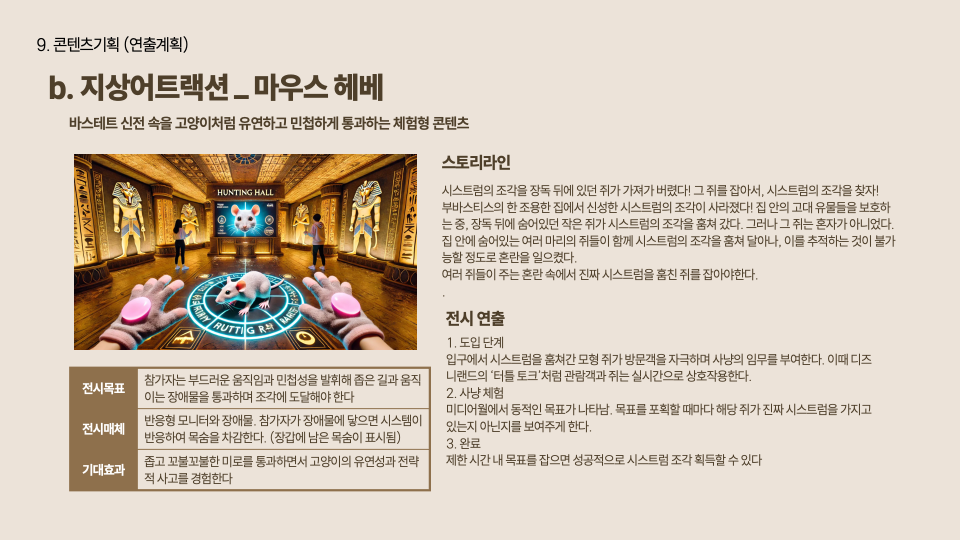 9. 콘텐츠기획 (연출계획)
b. 지상어트랙션 _ 마우스 헤베
바스테트 신전 속을 고양이처럼 유연하고 민첩하게 통과하는 체험형 콘텐츠
HUNTING HALL
스토리라인
시스트럼의 조각을 장독 뒤에 있던 쥐가 가져가 버렸다! 그 쥐를 잡아서, 시스트럼의 조각을 찾자!
부바스티스의 한 조용한 집에서 신성한 시스트럼의 조각이 사라졌다! 집 안의 고대 유물들을 보호하
는 중, 장독 뒤에 숨어있던 작은 쥐가 시스트럼의 조각을 훔쳐 갔다. 그러나 그 쥐는 혼자가 아니었다.
집 안에 숨어있는 여러 마리의 쥐들이 함께 시스트럼의 조각을 훔쳐 달아나, 이를 추적하는 것이 불가
능할 정도로 혼란을 일으켰다.
여러 쥐들이 주는 혼란 속에서 진짜 시스트럼을 훔친 쥐를 잡아야한다.
.
전시 연출
1. 도입 단계
입구에서 시스트럼을 훔쳐간 모형 쥐가 방문객을 자극하며 사냥의 임무를 부여한다. 이때 디즈
니랜드의 ‘터틀 토크‘처럼 관람객과 쥐는 실시간으로 상호작용한다.
2. 사냥 체험
미디어월에서 동적인 목표가 나타남. 목표를 포획할 때마다 해당 쥐가 진짜 시스트럼을 가지고
있는지 아닌지를 보여주게 한다.
3. 완료
제한 시간 내 목표를 잡으면 성공적으로 시스트럼 조각 획득할 수 있다
전시목표
참가자는 부드러운 움직임과 민첩성을 발휘해 좁은 길과 움직
이는 장애물을 통과하며 조각에 도달해야 한다
전시매체
반응형 모니터와 장애물. 참가자가 장애물에 닿으면 시스템이
반응하여 목숨을 차감한다. (장갑에 남은 목숨이 표시됨)
기대효과
좁고 꼬불꼬불한 미로를 통과하면서 고양이의 유연성과 전략
적 사고를 경험한다